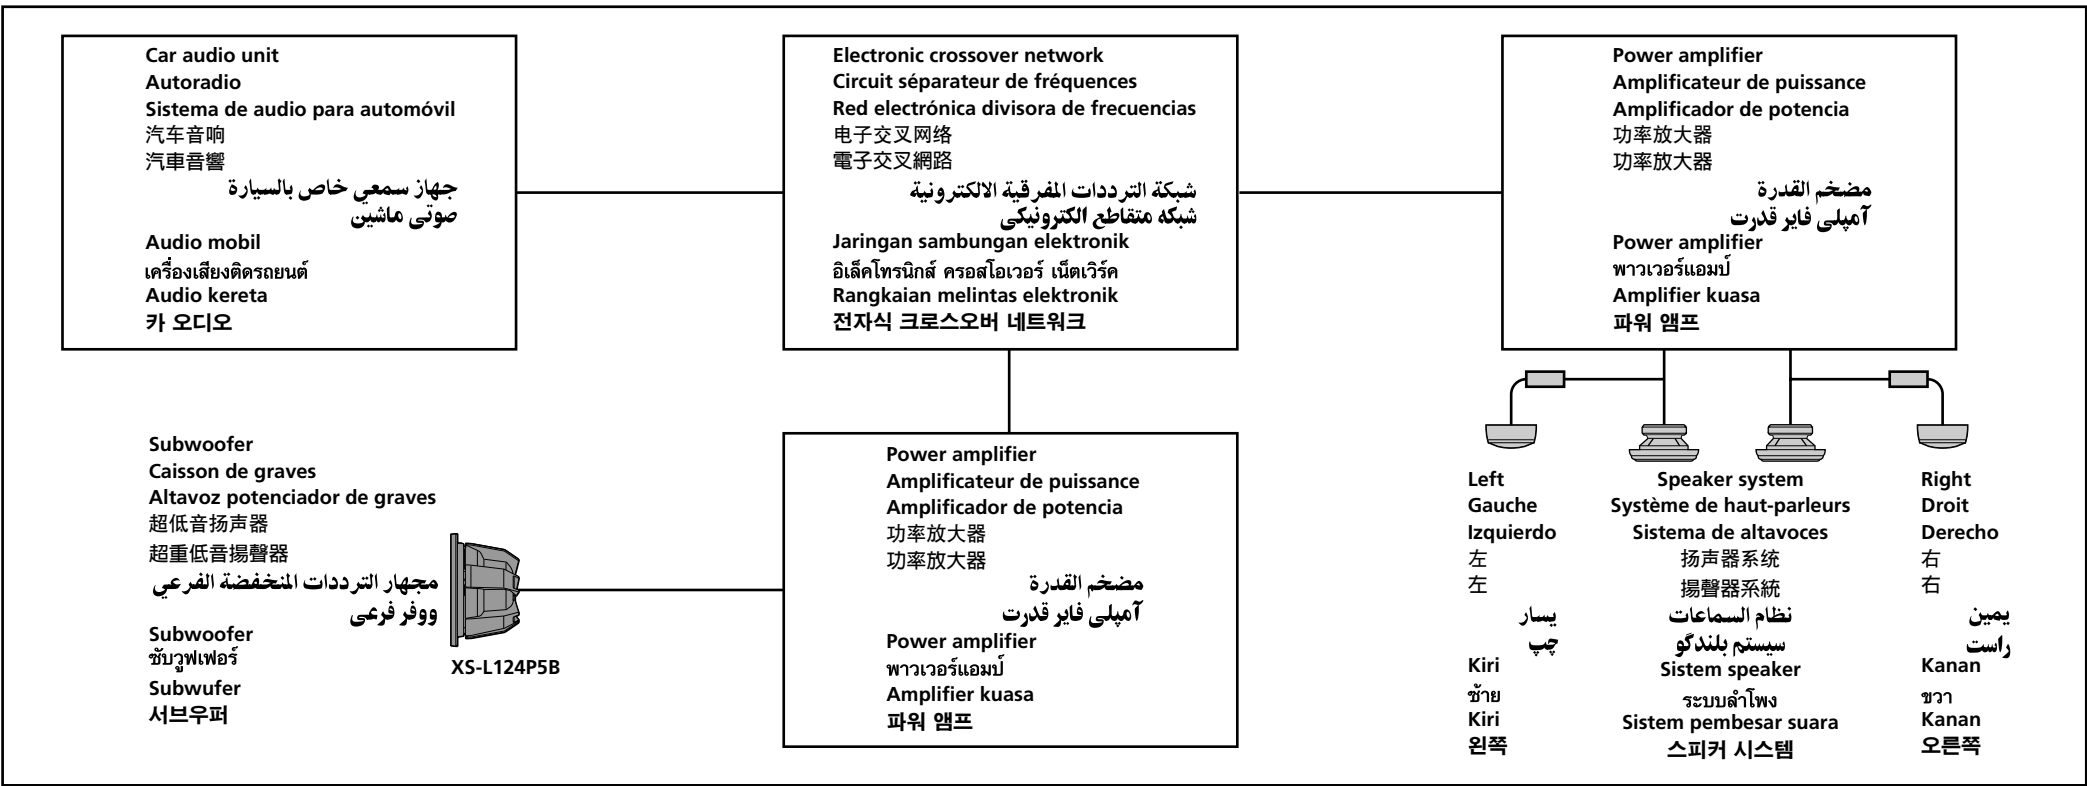 Car audio unit
Autoradio
Sistema de audio para automóvil
汽车音响
汽車音響
جهاز سمعي خاص بالسيارة
صوتی ماشین
Audio mobil
เครื่องเสียงติดรถยนต์
Audio kereta
카 오디오
Electronic crossover network
Circuit séparateur de fréquences
Red electrónica divisora de frecuencias
电子交叉网络
電子交叉網路
شبكة الترددات المفرقية الالكترونية
شبکه متقاطع الکترونیکی
Jaringan sambungan elektronik
อิเล็คโทรนิกส์ ครอสโอเวอร์ เน็ตเวิร์ค
Rangkaian melintas elektronik
전자식 크로스오버 네트워크
Power amplifier
Amplificateur de puissance
Amplificador de potencia
功率放大器
功率放大器
مضخم القدرة
آمپلی فایر قدرت
Power amplifier
พาวเวอร์แอมป์
Amplifier kuasa
파워 앰프
Subwoofer
Caisson de graves
Altavoz potenciador de graves
超低音扬声器
超重低音揚聲器
مجهار الترددات المنخفضة الفرعي
ووفر فرعی
Subwoofer
ซับวูฟเฟอร์
Subwufer
서브우퍼
XS-L124P5B
Power amplifier
Amplificateur de puissance
Amplificador de potencia
功率放大器
功率放大器
مضخم القدرة
آمپلی فایر قدرت
Power amplifier
พาวเวอร์แอมป์
Amplifier kuasa
파워 앰프
Left
Gauche
Izquierdo
左
左
يسار
چپ
Kiri
ซ้าย
Kiri
왼쪽
Speaker system
Système de haut-parleurs
Sistema de altavoces
扬声器系统
揚聲器系統
نظام السماعات
سیستم بلندگو
Sistem speaker
ระบบลำโพง
Sistem pembesar suara
스피커 시스템
Right
Droit
Derecho
右
右
يمين
راست
Kanan
ขวา
Kanan
오른쪽